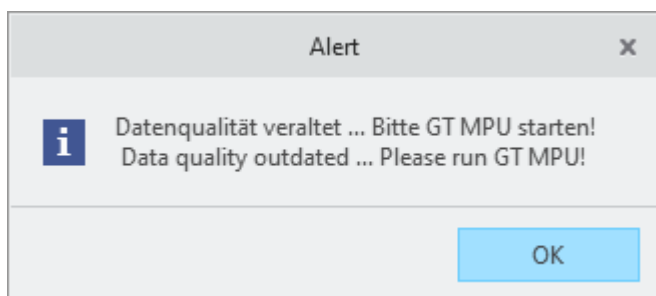 Alert
Datenqualität veraltet ... Bitte GT MPU starten!
Data quality outdated ... Please run GT MPU!
OK